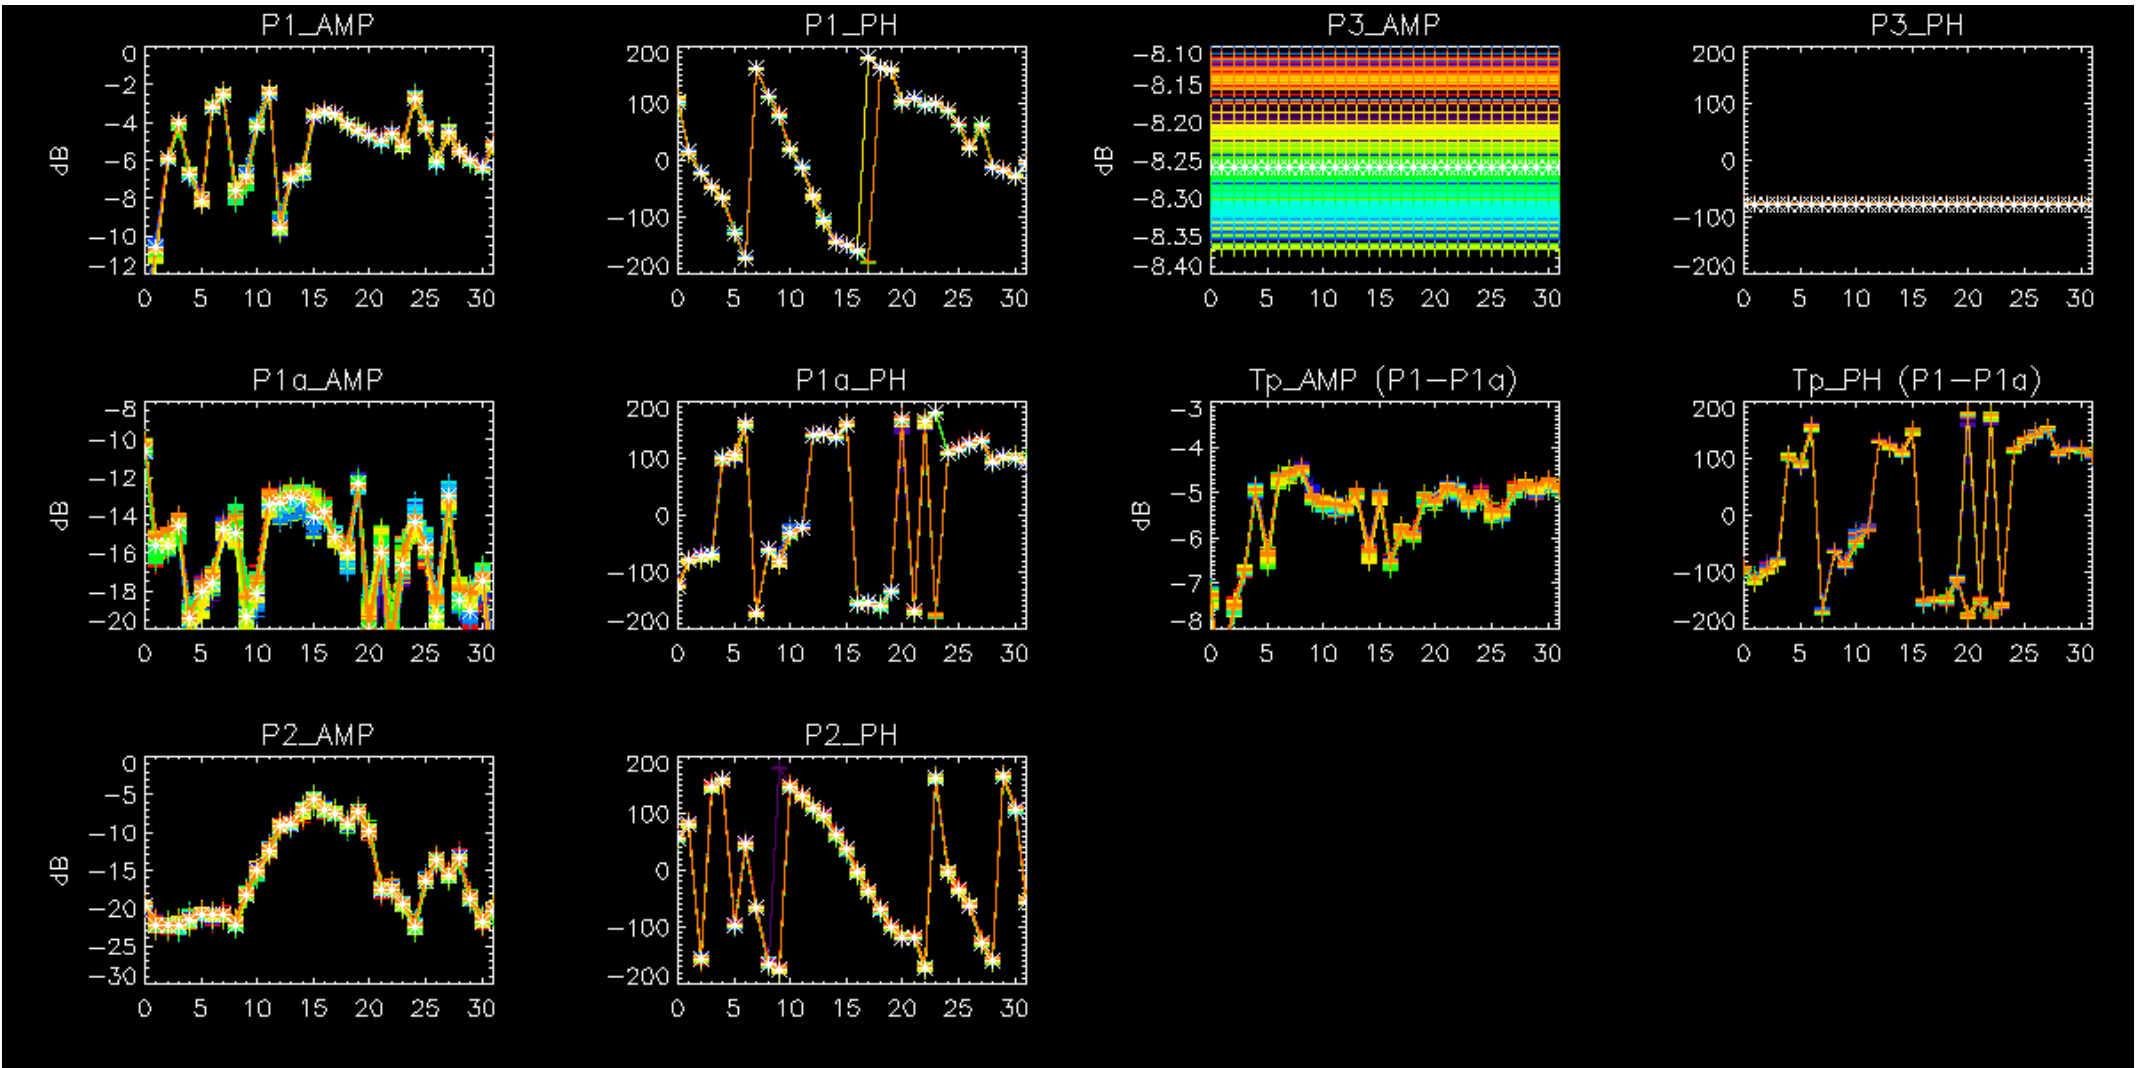 P1_AMP
P1_PH
P3_AMP
P3_PH
dB
0
−2
−4
−6
−8
−10
−12
0 5 10 15 20 25 30
200
100
0
−100
−200
0 5 10 15 20 25 30
dB
−8.10
−8.15
−8.20
−8.25
−8.30
−8.35
−8.40
0 5 10 15 20 25 30
200
100
0
−100
−200
0 5 10 15 20 25 30
P1a_AMP
P1a_PH
Tp_AMP (P1−P1a)
Tp_PH (P1−P1a)
dB
−8
−10
−12
−14
−16
−18
−20
0 5 10 15 20 25 30
200
100
0
−100
−200
0 5 10 15 20 25 30
dB
−3
−4
−5
−6
−7
−8
0 5 10 15 20 25 30
200
100
0
−100
−200
0 5 10 15 20 25 30
P2_AMP
P2_PH
dB
0
−5
−10
−15
−20
−25
−30
0 5 10 15 20 25 30
200
100
0
−100
−200
0 5 10 15 20 25 30